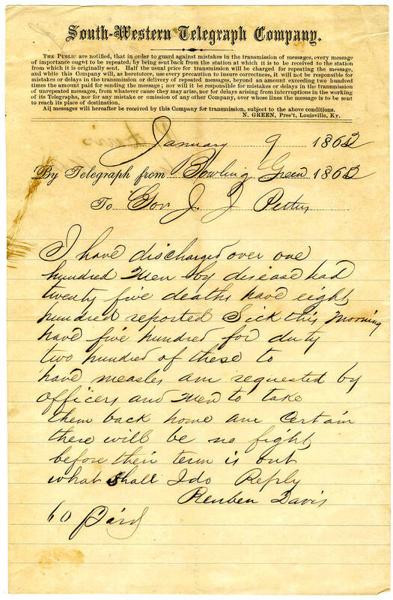 South-Western Telegraph Company.
THE PUBLIC are notified, that in order to guard against mistakes in the transmission of messages, every message
of importance ought to be repeated, by being sent back from the station at which it is to be received to the station
from which it is originally sent. Half the usual price for transmission will be charged for repeating the message,
and while this Company will, as heretofore, use every precaution to insure correctness, it will not be responsible for
mistakes or delays in the transmission or delivery of repeated messages, beyond an amount exceeding two hundred
times the amount paid for sending the message; nor will it be responsible for mistakes or delays in the transmission
of unrepeated messages, from whatever cause they may arise, nor for delays arising from interruptions in the working
of its Telegraphs, nor for any mistake or omission of any other Company, over whose lines the message is to be sent
to reach its place of destination.
All messages will hereafter be received by this Company for transmission, subject to the above conditions.
N. GREEN, Pres't, Louisville, Ky.
January 9 1862
By Telegraph from Bowling Green 1862
To Gov. J. J Pettus
I have discharged over one
hundred Men by disease had
twenty five deaths have eight
hundred reported Sick this Morning
have five hundred for duty
two hundred of these to
have measles am requested by
officers and Men to take
them back home am Certain
there will be no fight
before their term is out
what shall I do Reply
Reuben Davis
60